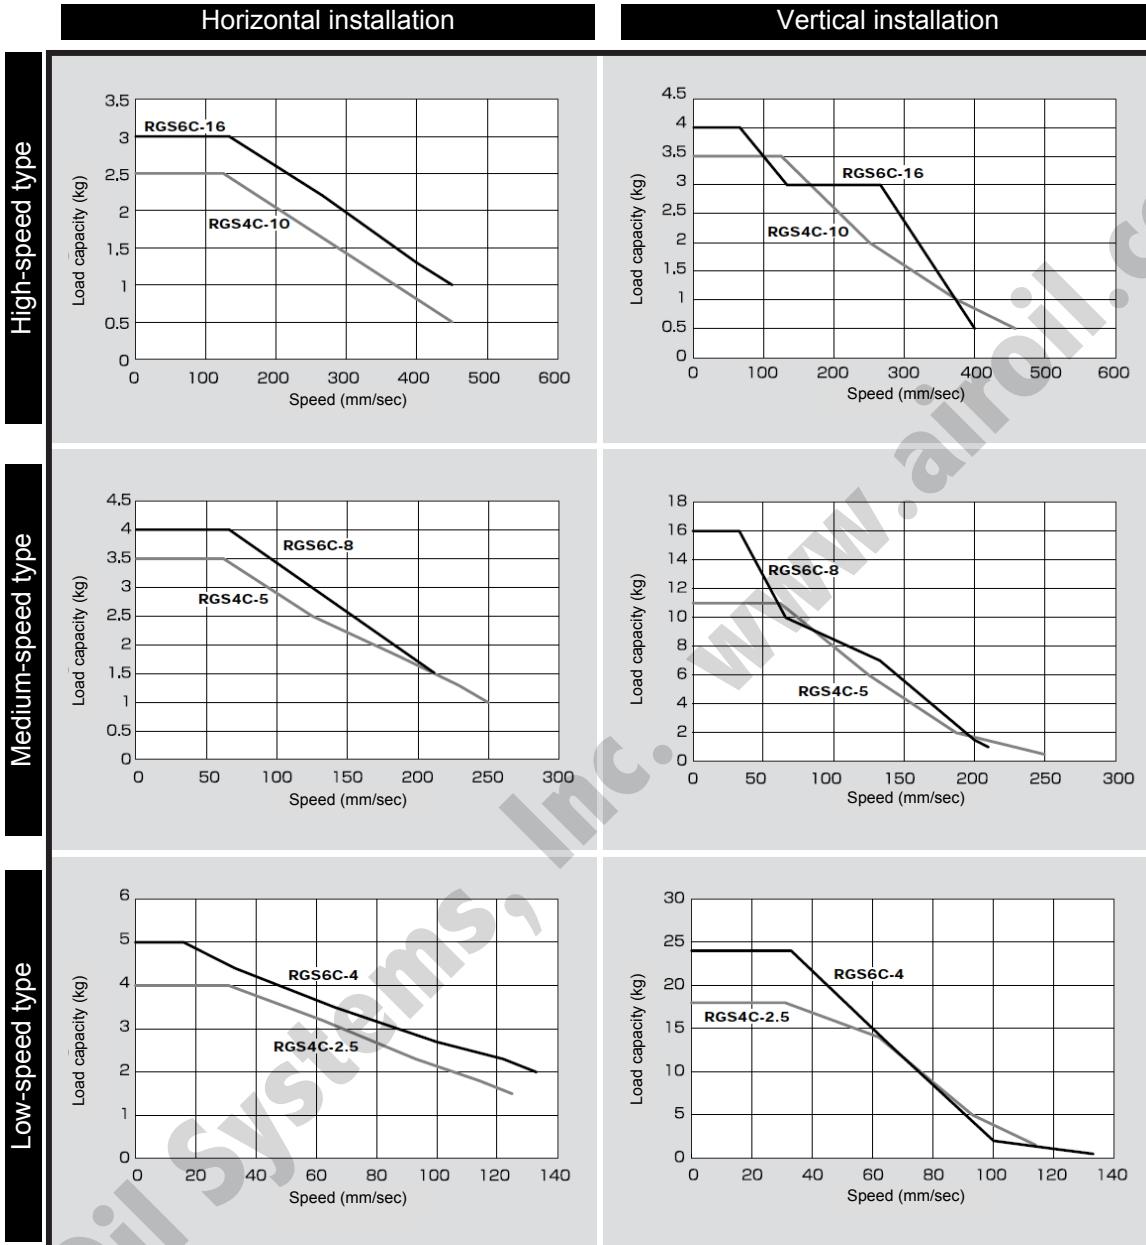 Horizontal installation
Vertical installation
High-speed type
3.5
3
2.5
2
1.5
1
0.5
0
Load capacity (kg)
RGS6C-16
RGS4C-10
0 100 200 300 400 500 600
Speed (mm/sec)
4.5
4
3.5
3
2.5
2
1.5
1
0.5
0
Load capacity (kg)
RGS6C-16
RGS4C-10
0 100 200 300 400 500 600
Speed (mm/sec)
Medium-speed type
4.5
4
3.5
3
2.5
2
1.5
1
0.5
0
Load capacity (kg)
RGS6C-8
RGS4C-5
0 50 100 150 200 250 300
Speed (mm/sec)
18
16
14
12
10
8
6
4
2
0
Load capacity (kg)
RGS6C-8
RGS4C-5
0 50 100 150 200 250 300
Speed (mm/sec)
Low-speed type
6
5
4
3
2
1
0
Load capacity (kg)
RGS6C-4
RGS4C-2.5
0 20 40 60 80 100 120 140
Speed (mm/sec)
30
25
20
15
10
5
0
Load capacity (kg)
RGS6C-4
RGS4C-2.5
0 20 40 60 80 100 120 140
Speed (mm/sec)
Oil Systems, Inc. www.airoil.c